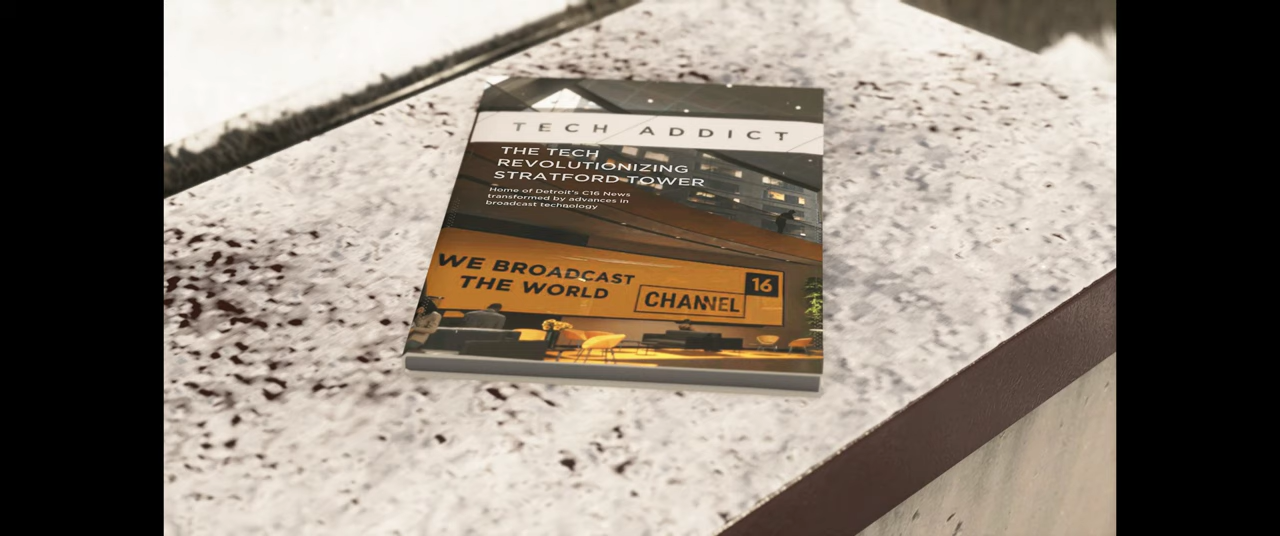 TECH ADDICT
THE TECH
REVOLUTIONIZING
STRATFORD TOWER
Home of Detroit's C16 News
transformed by advances in
broadcast technology
WE BROADCAST
THE WORLD
CHANNEL
16